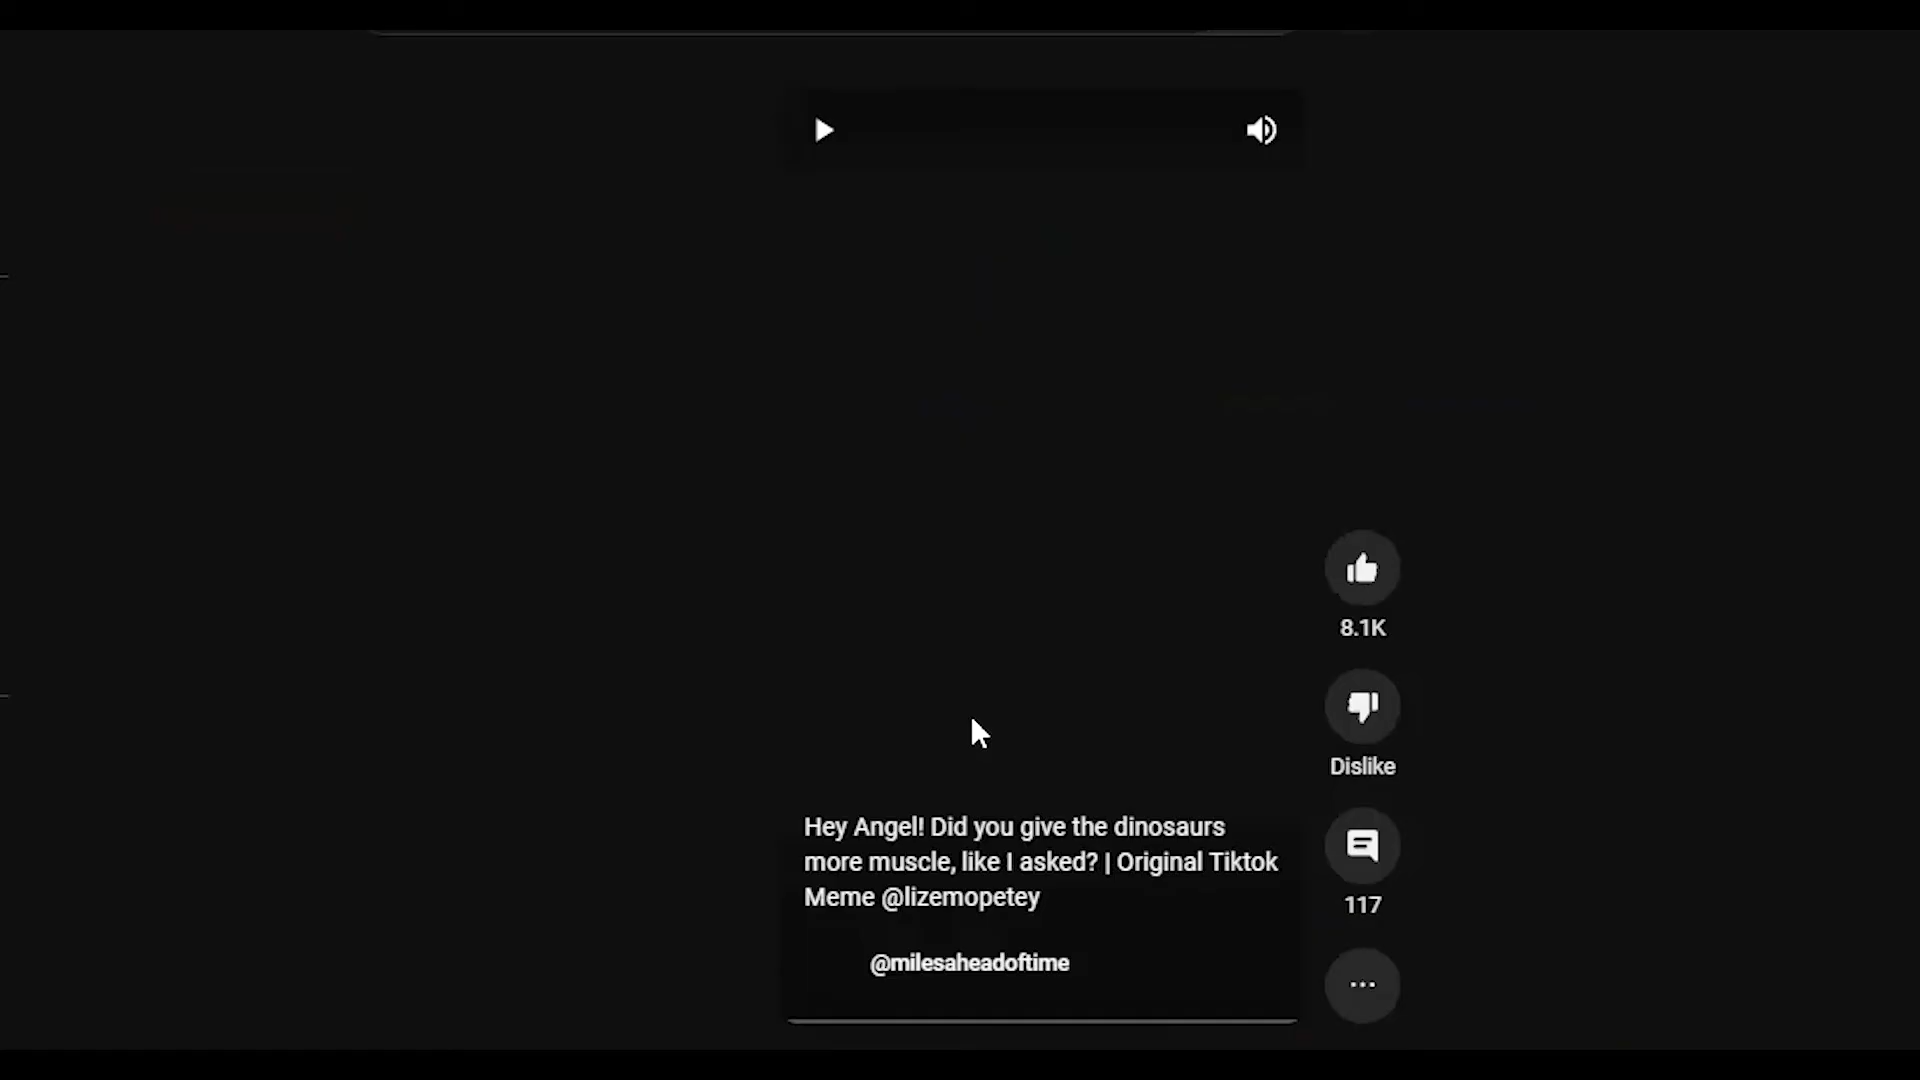 8.1K
Dislike
Hey Angel! Did you give the dinosaurs
more muscle, like I asked? | Original Tiktok
Meme @lizemopetey
117
@milesaheadoftime